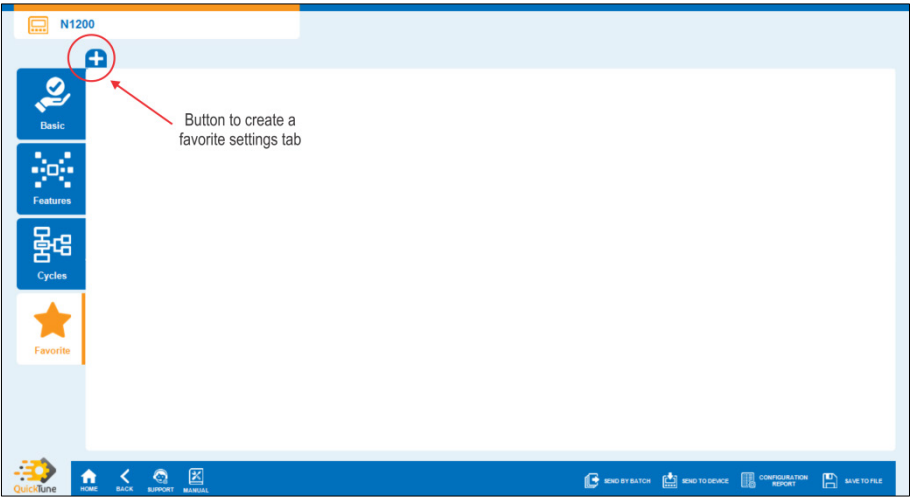 N1200
Button to create a
favorite settings tab
Basic
Features
Cycles
Favorite
QuickTune
HOME
BACK
SUPPORT
MANUAL
SEND BY BATCH
SEND TO DEVICE
CONFIGURATION
REPORT
SAVE TO FILE